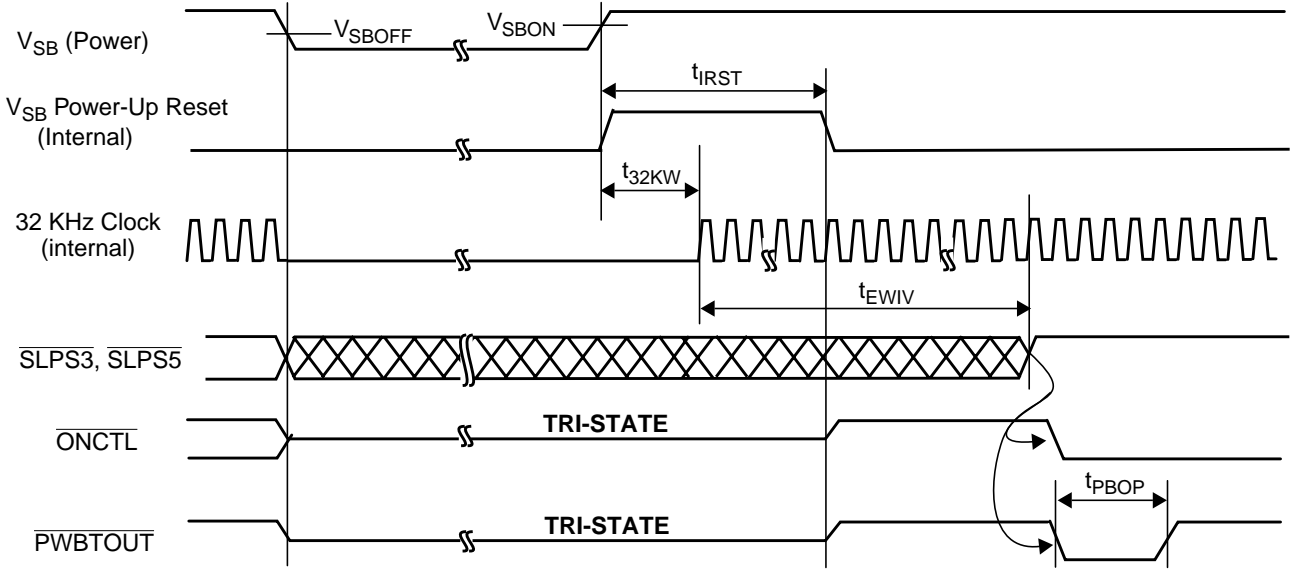 V_SB (Power)
V_SBOFF
V_SBON
t_IRST
V_SB Power-Up Reset
(Internal)
t_32KW
32 KHz Clock
(internal)
t_EWIV
SLPS3, SLPS5
TRI-STATE
ONCTL
t_PBOP
TRI-STATE
PWBTOUT